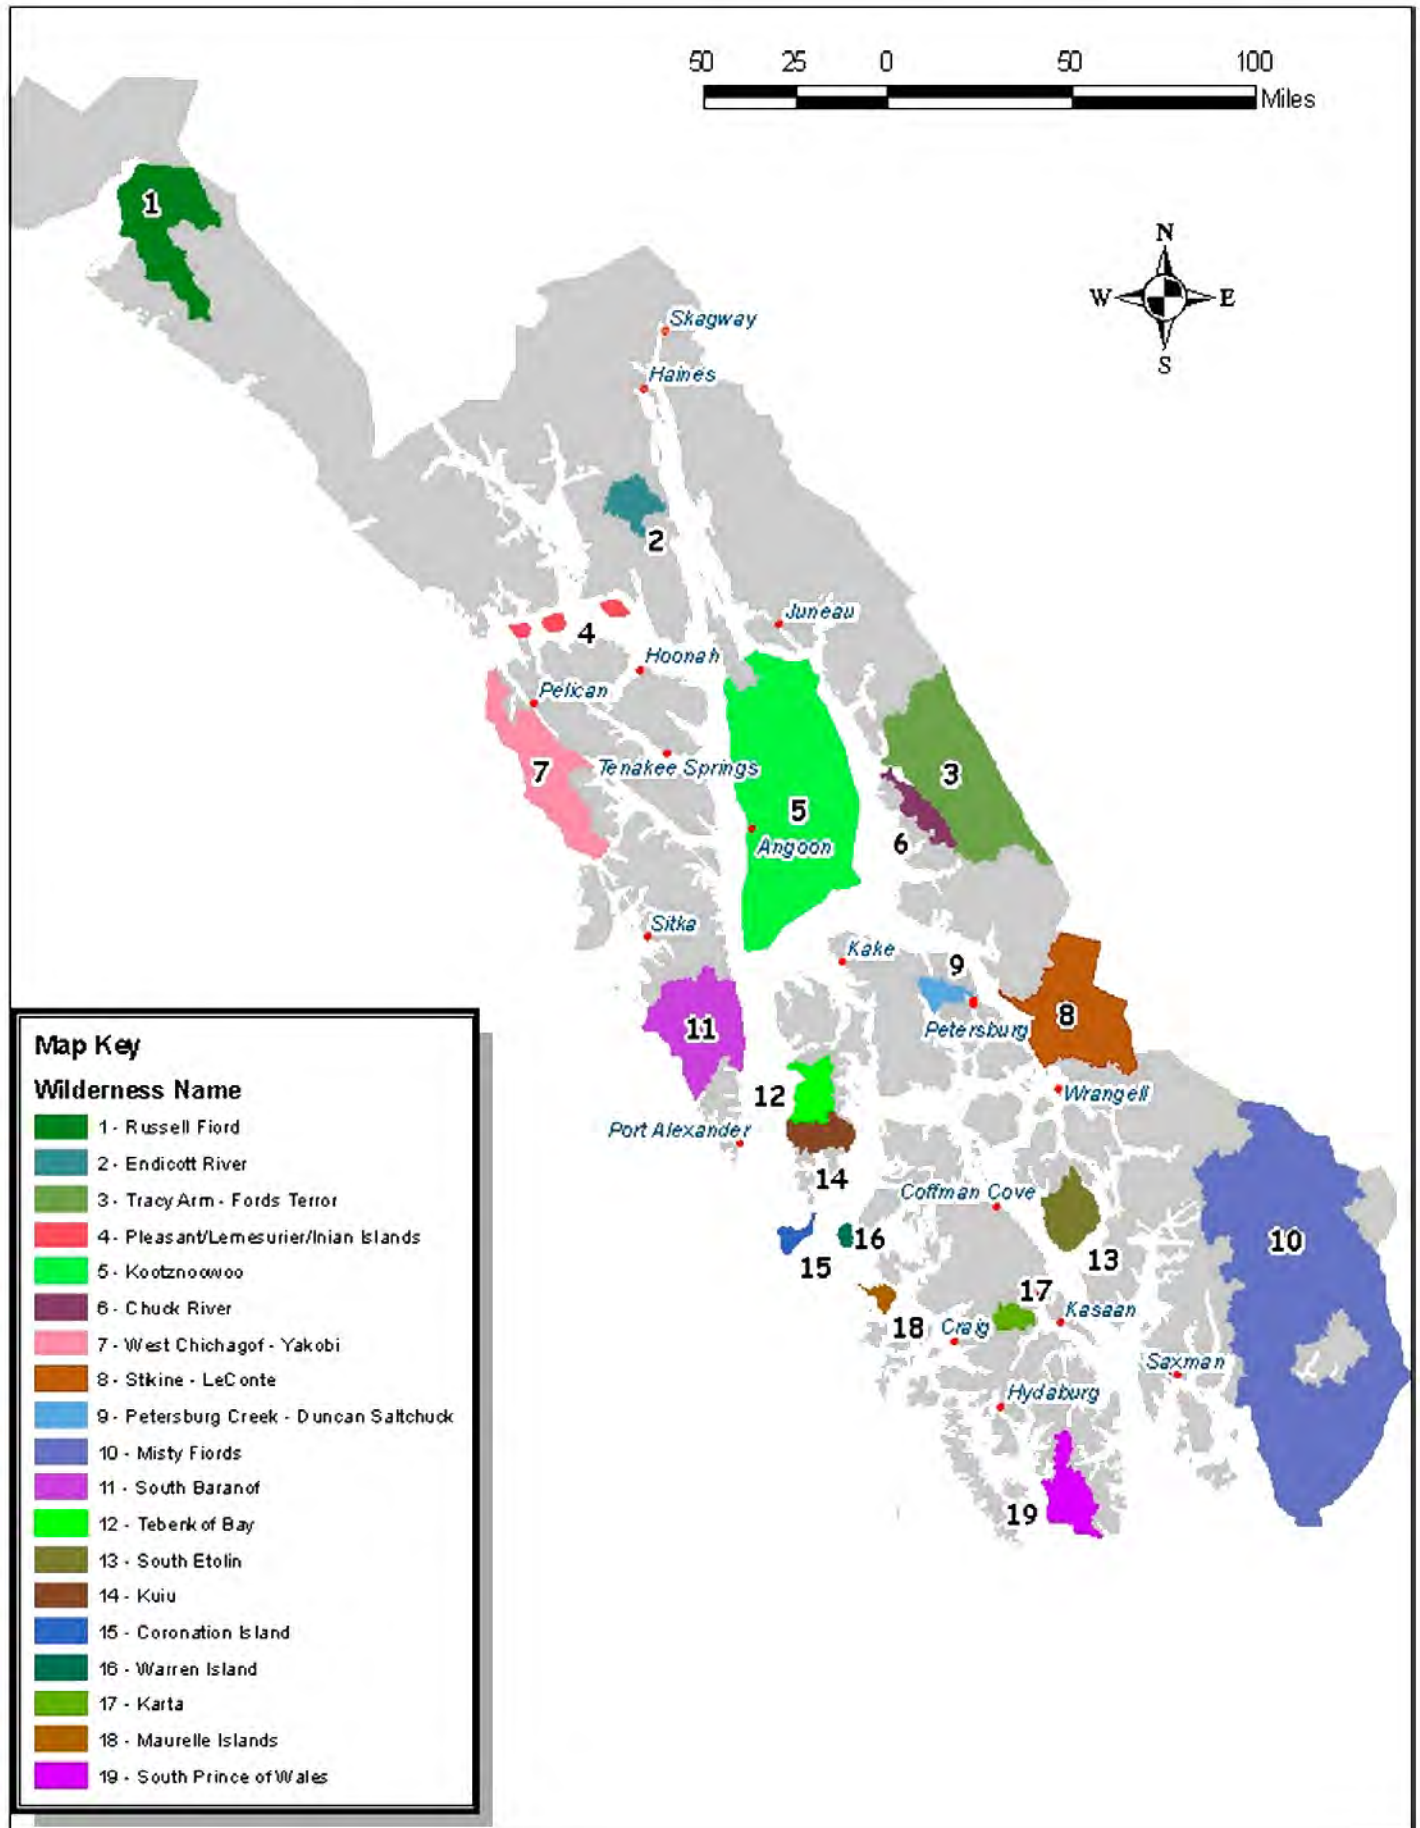 50 25 0 50 100
Miles
N
W E
S
1
Skagway
Haines
2
Juneau
4
Hoonah
Pelican
7
Tenakee Springs
3
5
6
Angoon
Sitka
Kake
9
11
8
Petersburg
12
Wrangell
Port Alexander
14
Coffman Cove
16
10
15
13
17
18
Craig
Kasaan
Saxman
Hydaburg
19
Map Key
Wilderness Name
1 - Russell Fiord
2 - Endicott River
3 - Tracy Arm - Fords Terror
4 - Pleasant/Lemesurier/Inian Islands
5 - Kootznoowoo
6 - Chuck River
7 - West Chichagof - Yakobi
8 - Stikine - LeConte
9 - Petersburg Creek - Duncan Saltchuck
10 - Misty Fiords
11 - South Baranof
12 - Tebenkof Bay
13 - South Etolin
14 - Kuiu
15 - Coronation Island
16 - Warren Island
17 - Karta
18 - Maurelle Islands
19 - South Prince of Wales